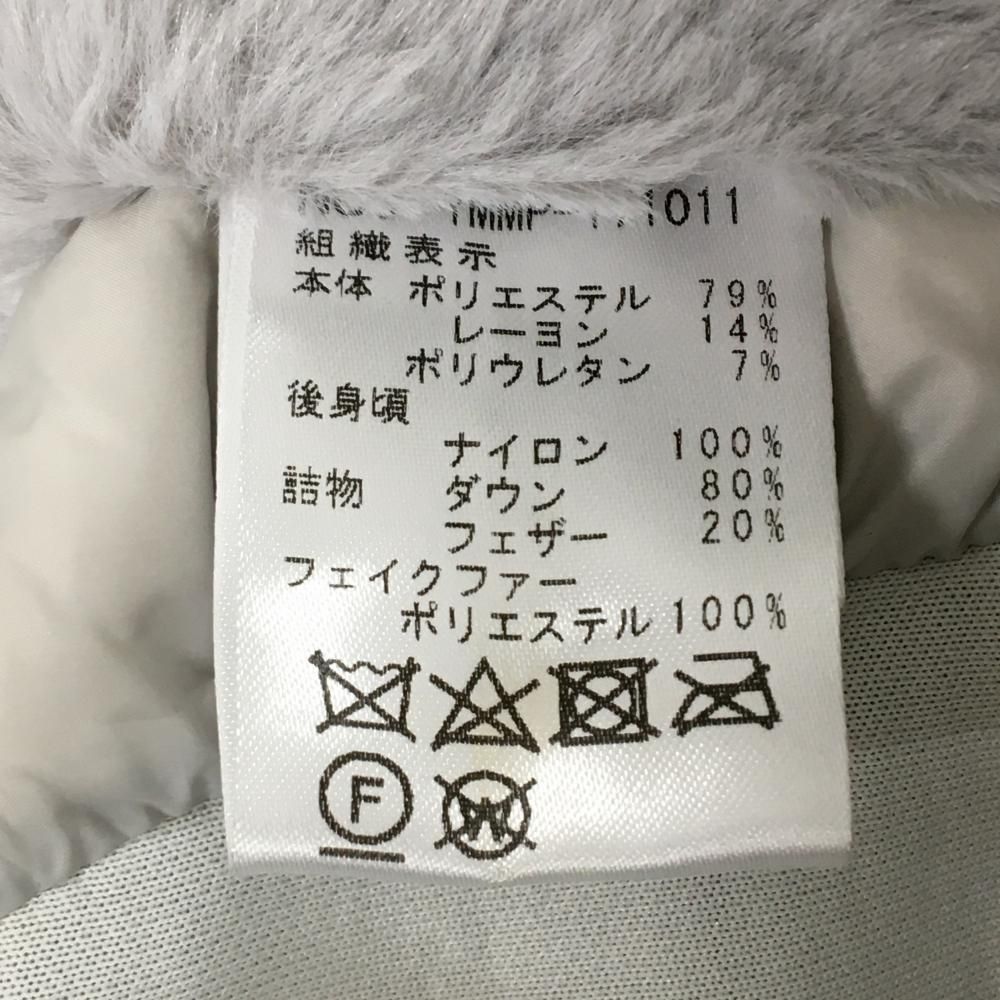 1011
組織表示
本体 ポリエステル 79%
レーヨン 14%
ポリウレタン 7%
後身頃
ナイロン 100%
詰物 ダウン 80%
フェザー 20%
フェイクファー
ポリエステル 100%
F
W